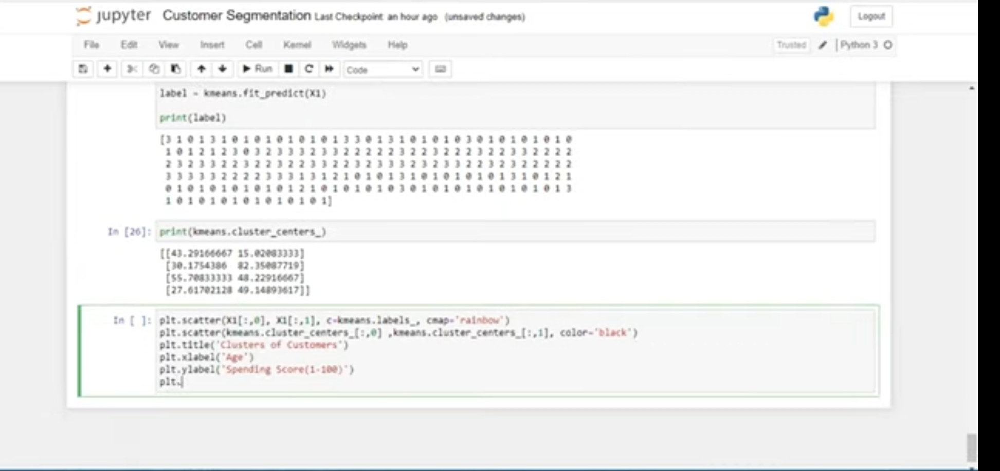 jupyter Customer Segmentation Last Checkpoint: an hour ago (unsaved changes) Logout
File Edit View Insert Cell Kernel Widgets Help Trusted Python 3
Run Code
label = kmeans.fit_predict(X1)
print(label)
[3 1 0 1 3 1 0 1 0 1 0 1 0 1 0 1 3 3 0 1 3 1 0 1 0 1 0 3 0 1 0 1 0 1 0 1 0
1 0 1 2 1 2 3 0 3 2 3 3 3 2 3 3 2 2 2 2 2 3 2 2 3 2 2 2 3 2 2 3 3 2 2 2 2
2 3 2 3 3 2 2 3 2 2 3 2 2 3 3 2 2 3 2 3 3 3 2 3 2 3 3 2 2 3 2 3 2 2 2 2 2
3 3 3 3 3 2 2 2 2 3 3 3 1 3 1 2 1 0 1 0 1 3 1 0 1 0 1 0 1 0 1 3 1 0 1 2 1
0 1 0 1 0 1 0 1 0 1 0 1 2 1 0 1 0 1 0 1 0 3 0 1 0 1 0 1 0 1 0 1 0 1 0 1 3
1 0 1 0 1 0 1 0 1 0 1 0 1 0 1]
In [26]: print(kmeans.cluster_centers_)
[[43.29166667 15.02083333]
[30.1754386 82.35087719]
[55.70833333 48.22916667]
[27.61702128 49.14893617]]
In [ ]: plt.scatter(X1[:,0], X1[:,1], c=kmeans.labels_, cmap='rainbow')
plt.scatter(kmeans.cluster_centers_[:,0] ,kmeans.cluster_centers_[:,1], color='black')
plt.title('Clusters of Customers')
plt.xlabel('Age')
plt.ylabel('Spending Score(1-100)')
plt.